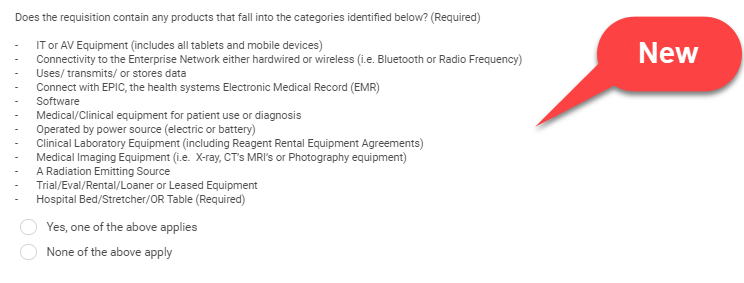 Does the requisition contain any products that fall into the categories identified below? (Required)
- IT or AV Equipment (includes all tablets and mobile devices)
- Connectivity to the Enterprise Network either hardwired or wireless (i.e. Bluetooth or Radio Frequency)
- Uses/ transmits/ or stores data
- Connect with EPIC, the health systems Electronic Medical Record (EMR)
- Software
- Medical/Clinical equipment for patient use or diagnosis
- Operated by power source (electric or battery)
- Clinical Laboratory Equipment (including Reagent Rental Equipment Agreements)
- Medical Imaging Equipment (i.e. X-ray, CT's MRI's or Photography equipment)
- A Radiation Emitting Source
- Trial/Eval/Rental/Loaner or Leased Equipment
- Hospital Bed/Stretcher/OR Table (Required)
Yes, one of the above applies
None of the above apply
New